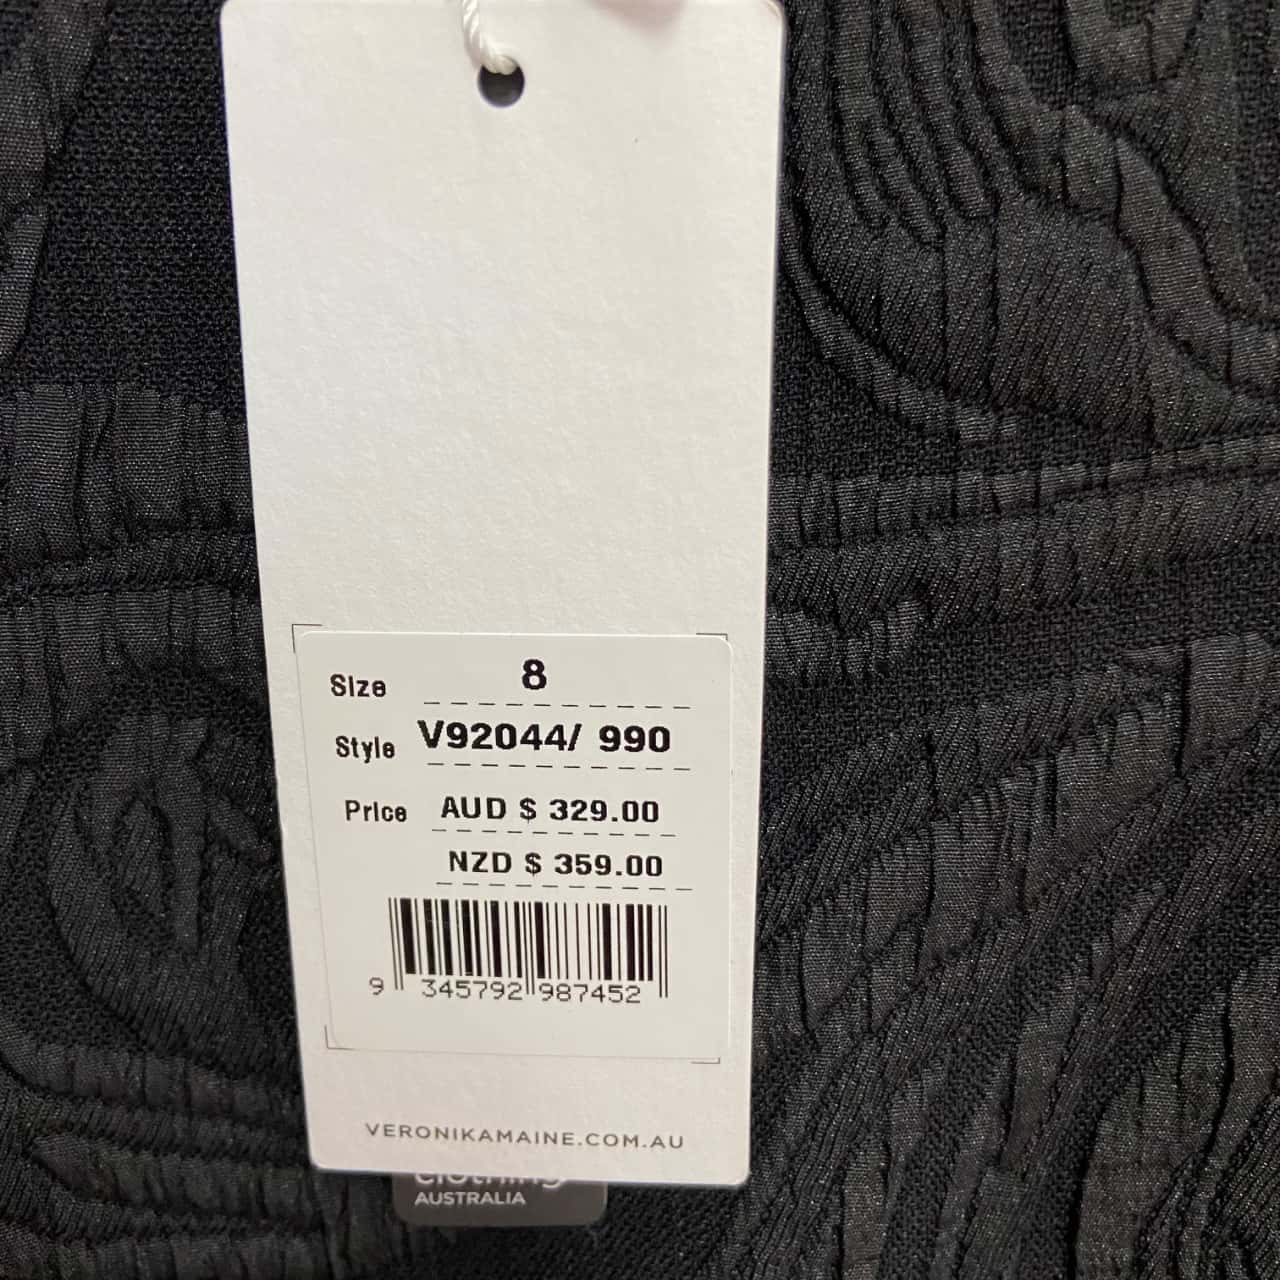 Size 8
Style V92044/ 990
Price AUD $ 329.00
NZD $ 359.00
9 345792 987452
VERONIKAMAINE.COM.AU
clothing
AUSTRALIA